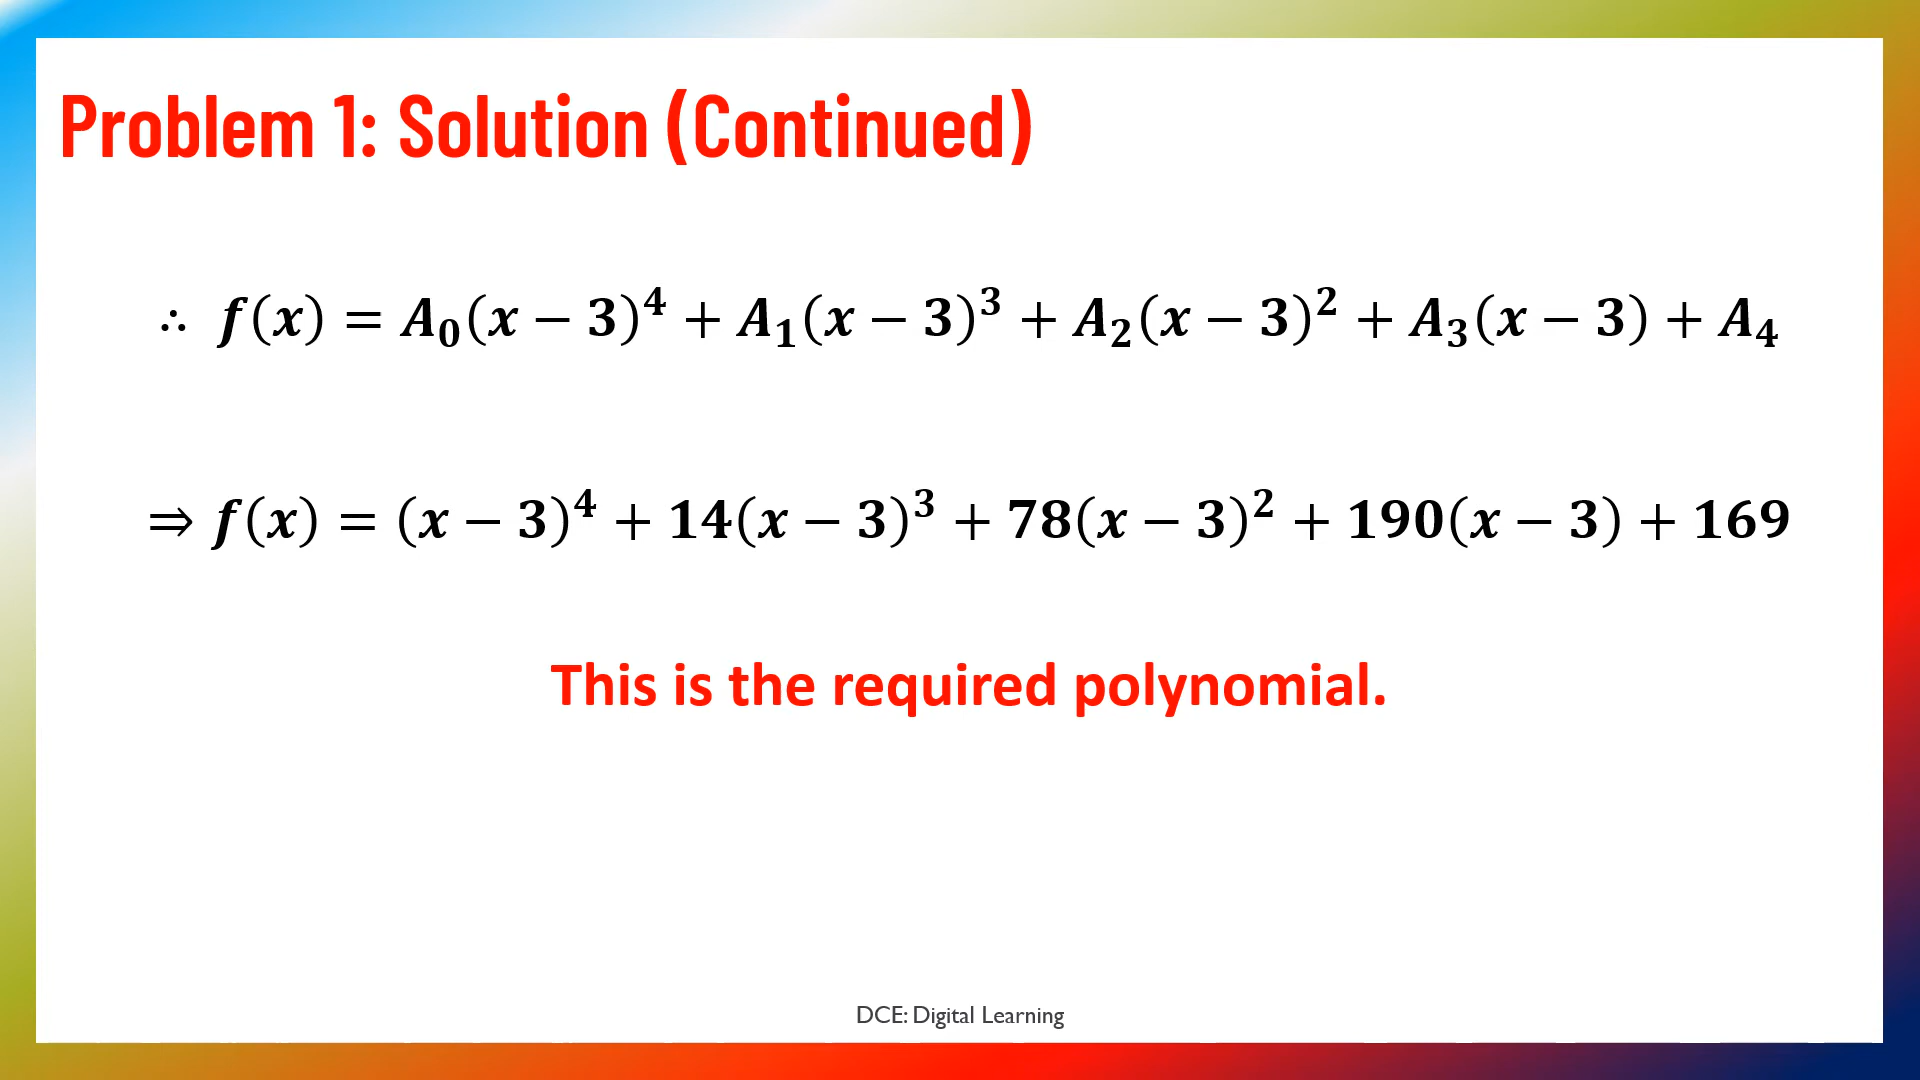 Problem 1: Solution (Continued)
∴ f(x) = A₀(x − 3)⁴ + A₁(x − 3)³ + A₂(x − 3)² + A₃(x − 3) + A₄
⇒ f(x) = (x − 3)⁴ + 14(x − 3)³ + 78(x − 3)² + 190(x − 3) + 169
This is the required polynomial.
DCE: Digital Learning